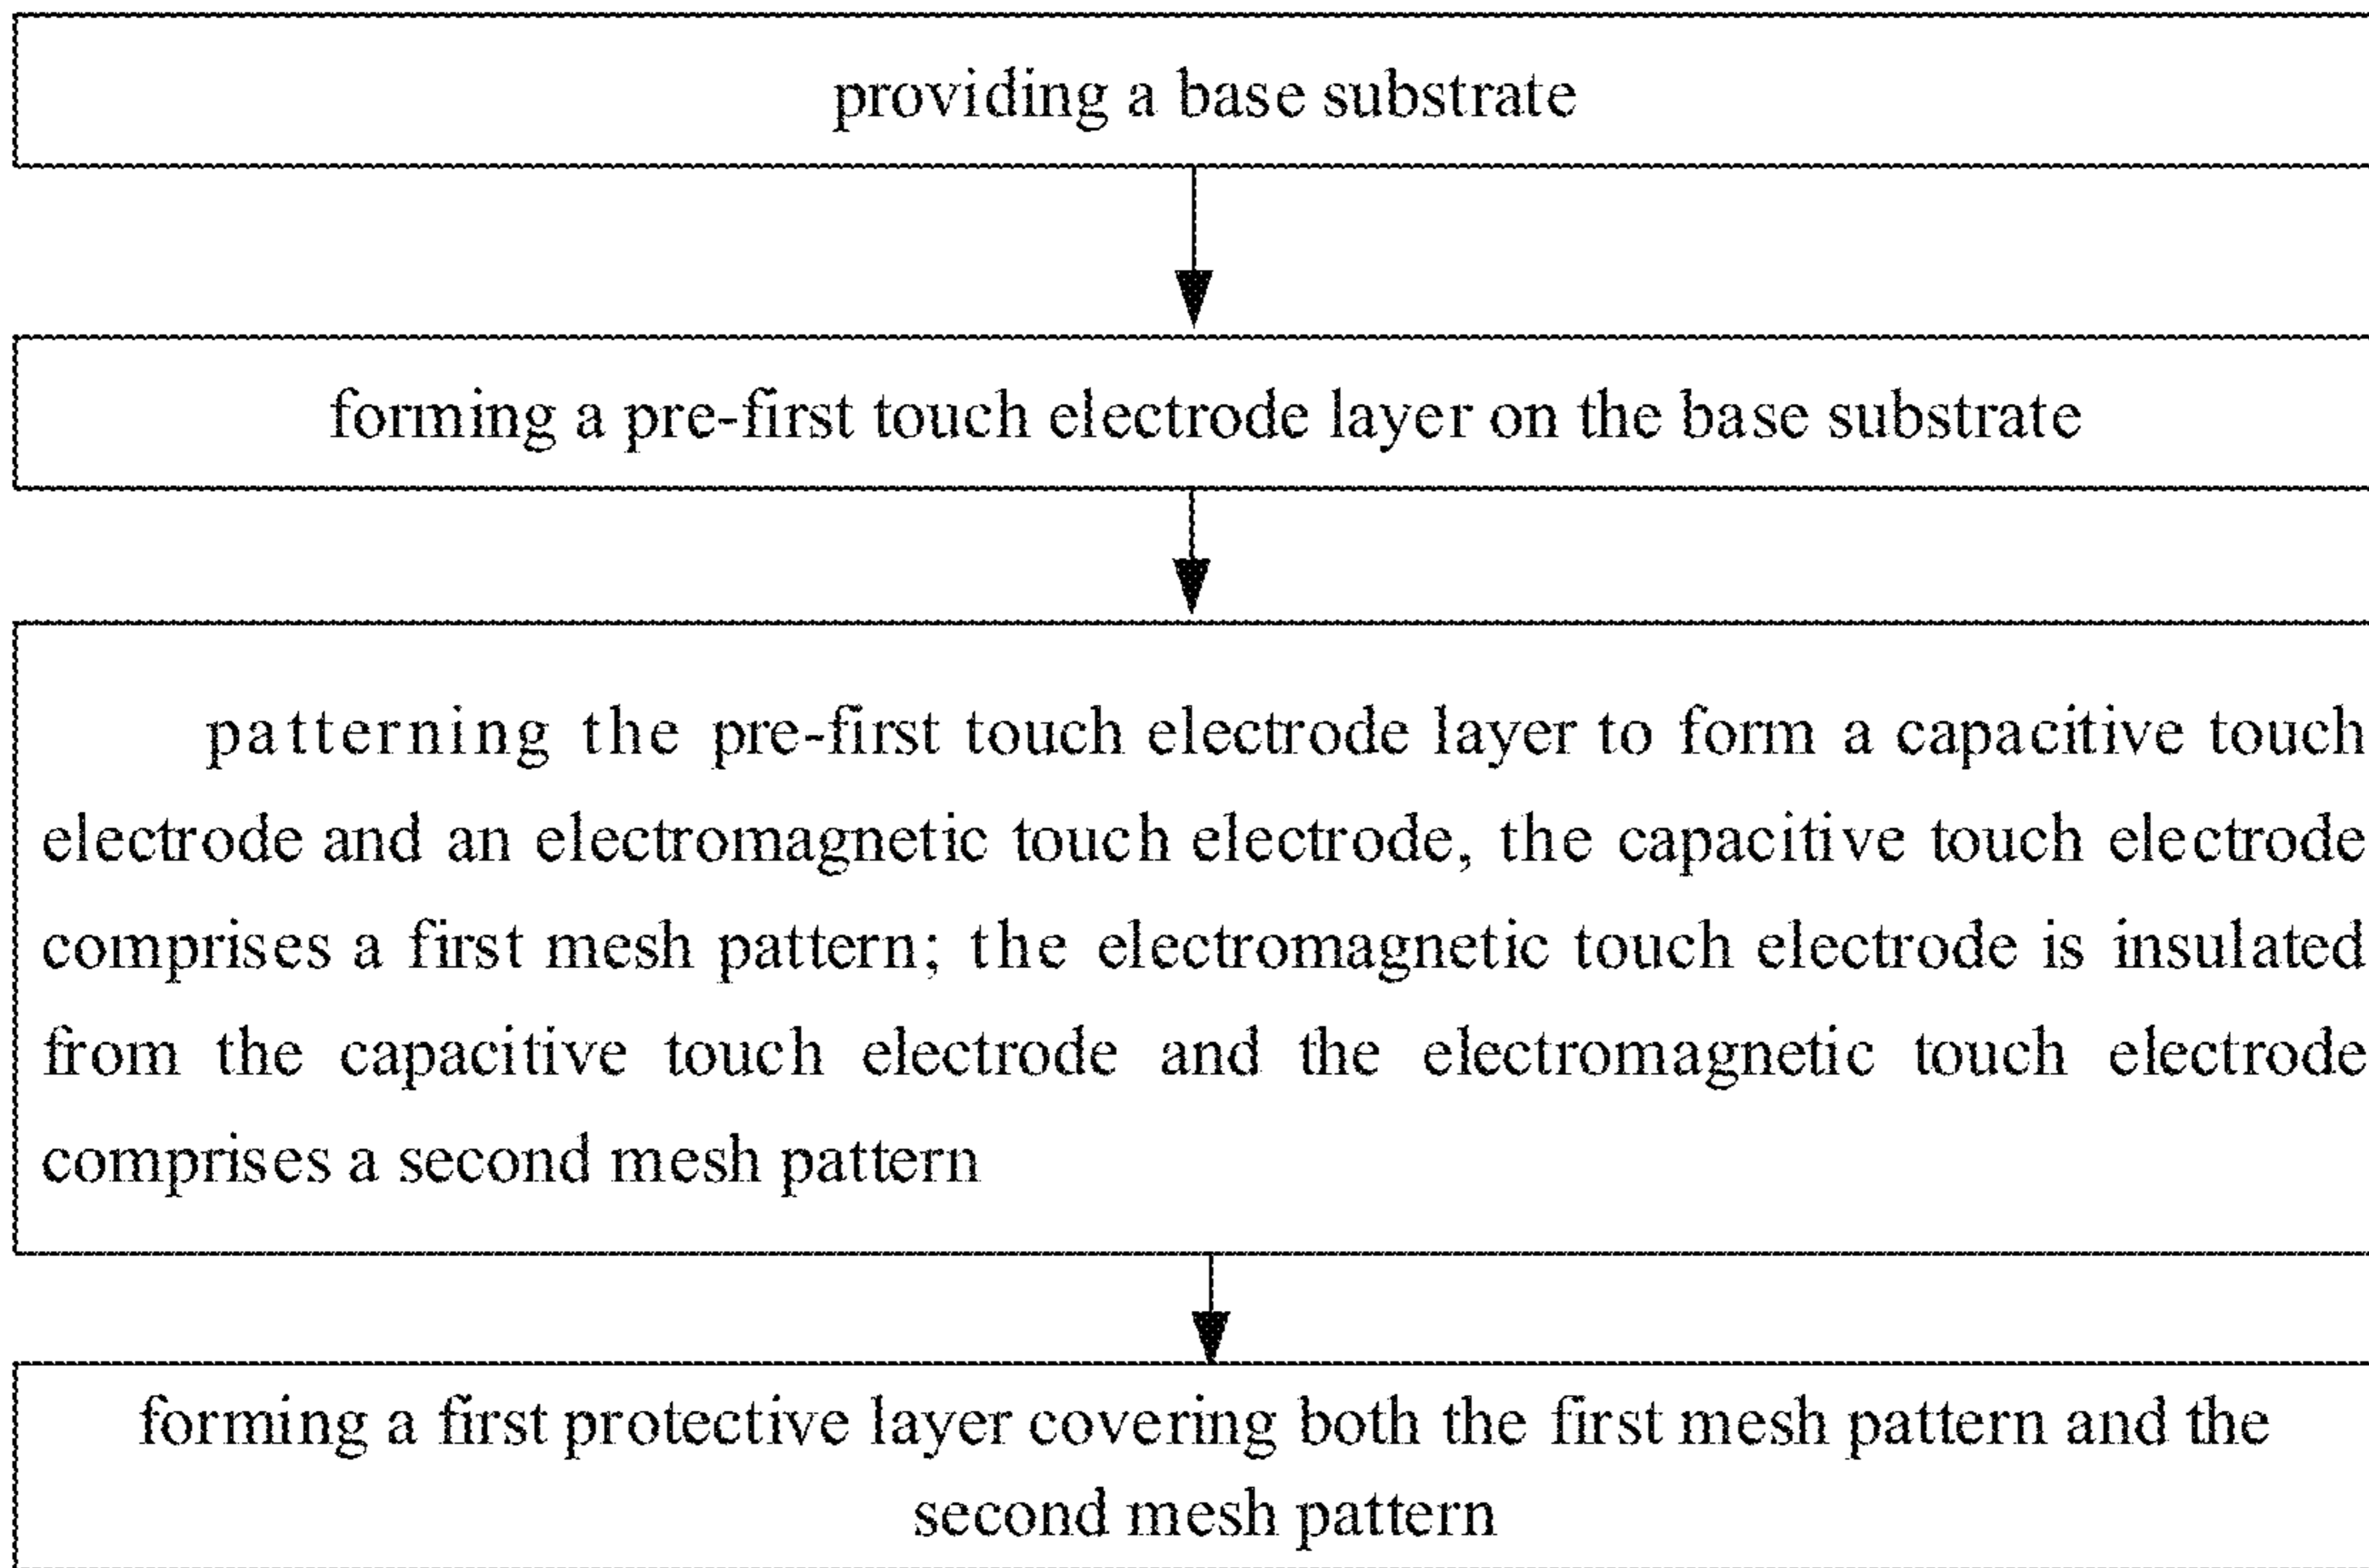 providing a base substrate
forming a pre-first touch electrode layer on the base substrate
patterning the pre-first touch electrode layer to form a capacitive touch
electrode and an electromagnetic touch electrode, the capacitive touch electrode
comprises a first mesh pattern; the electromagnetic touch electrode is insulated
from the capacitive touch electrode and the electromagnetic touch electrode
comprises a second mesh pattern
forming a first protective layer covering both the first mesh pattern and the
second mesh pattern